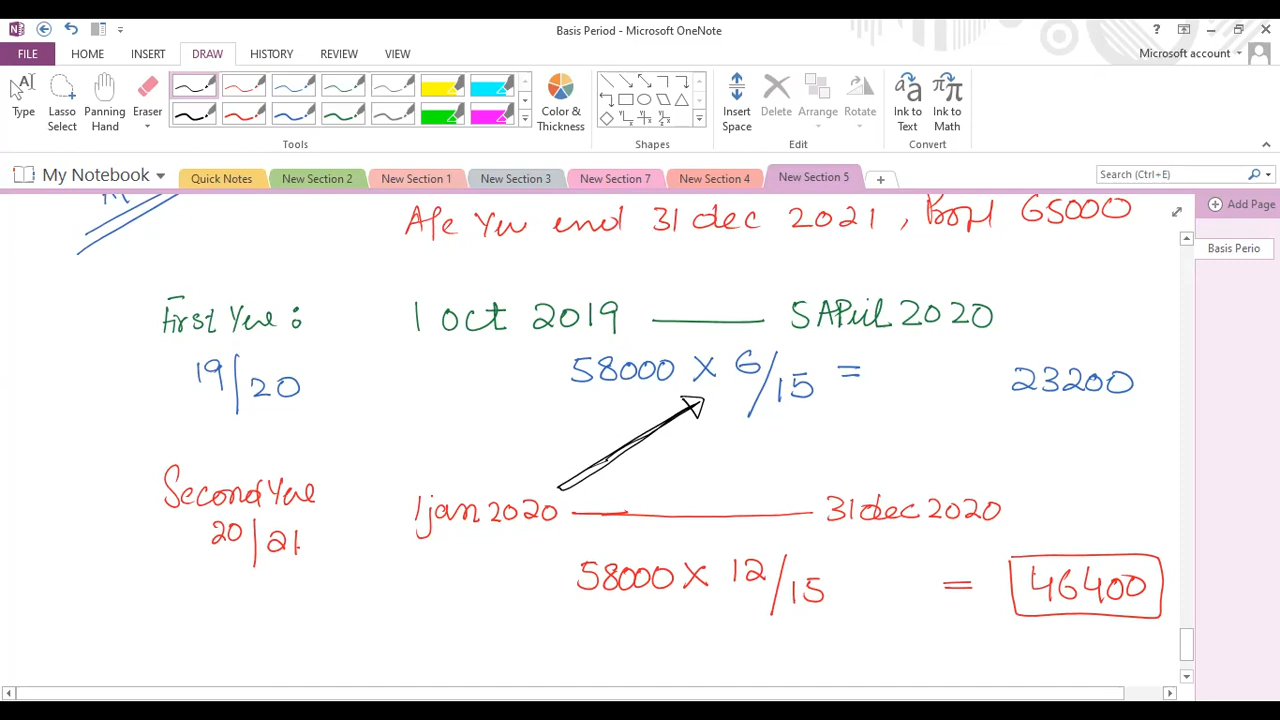 Basis Period - Microsoft OneNote
?
FILE HOME INSERT DRAW HISTORY REVIEW VIEW
Microsoft account
Type
Lasso Select
Panning Hand
Eraser
Color & Thickness
Insert Space
Delete
Arrange
Rotate
Ink to Text
Ink to Math
Tools Shapes Edit Convert
My Notebook Quick Notes New Section 2 New Section 1 New Section 3 New Section 7 New Section 4 New Section 5
Search (Ctrl+E)
Add Page
Basis Perio
end 31 dec 2021, 65000
First Year: 1 Oct 2019 — 5 April 2020
19/20 58000 X 6/15 = 23200
Second Year 1 jan 2020 — 31 dec 2020
20/21 58000 X 12/15 = 46400